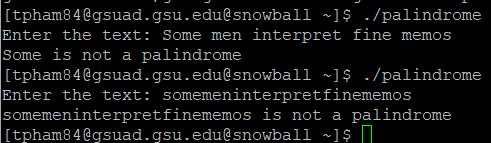 [tpham84@gsuad.gsu.edu@snowball ~]$ ./palindrome
Enter the text: Some men interpret fine memos
Some is not a palindrome
[tpham84@gsuad.gsu.edu@snowball ~]$ ./palindrome
Enter the text: somemeninterpretfinememos
somemeninterpretfinememos is not a palindrome
[tpham84@gsuad.gsu.edu@snowball ~]$